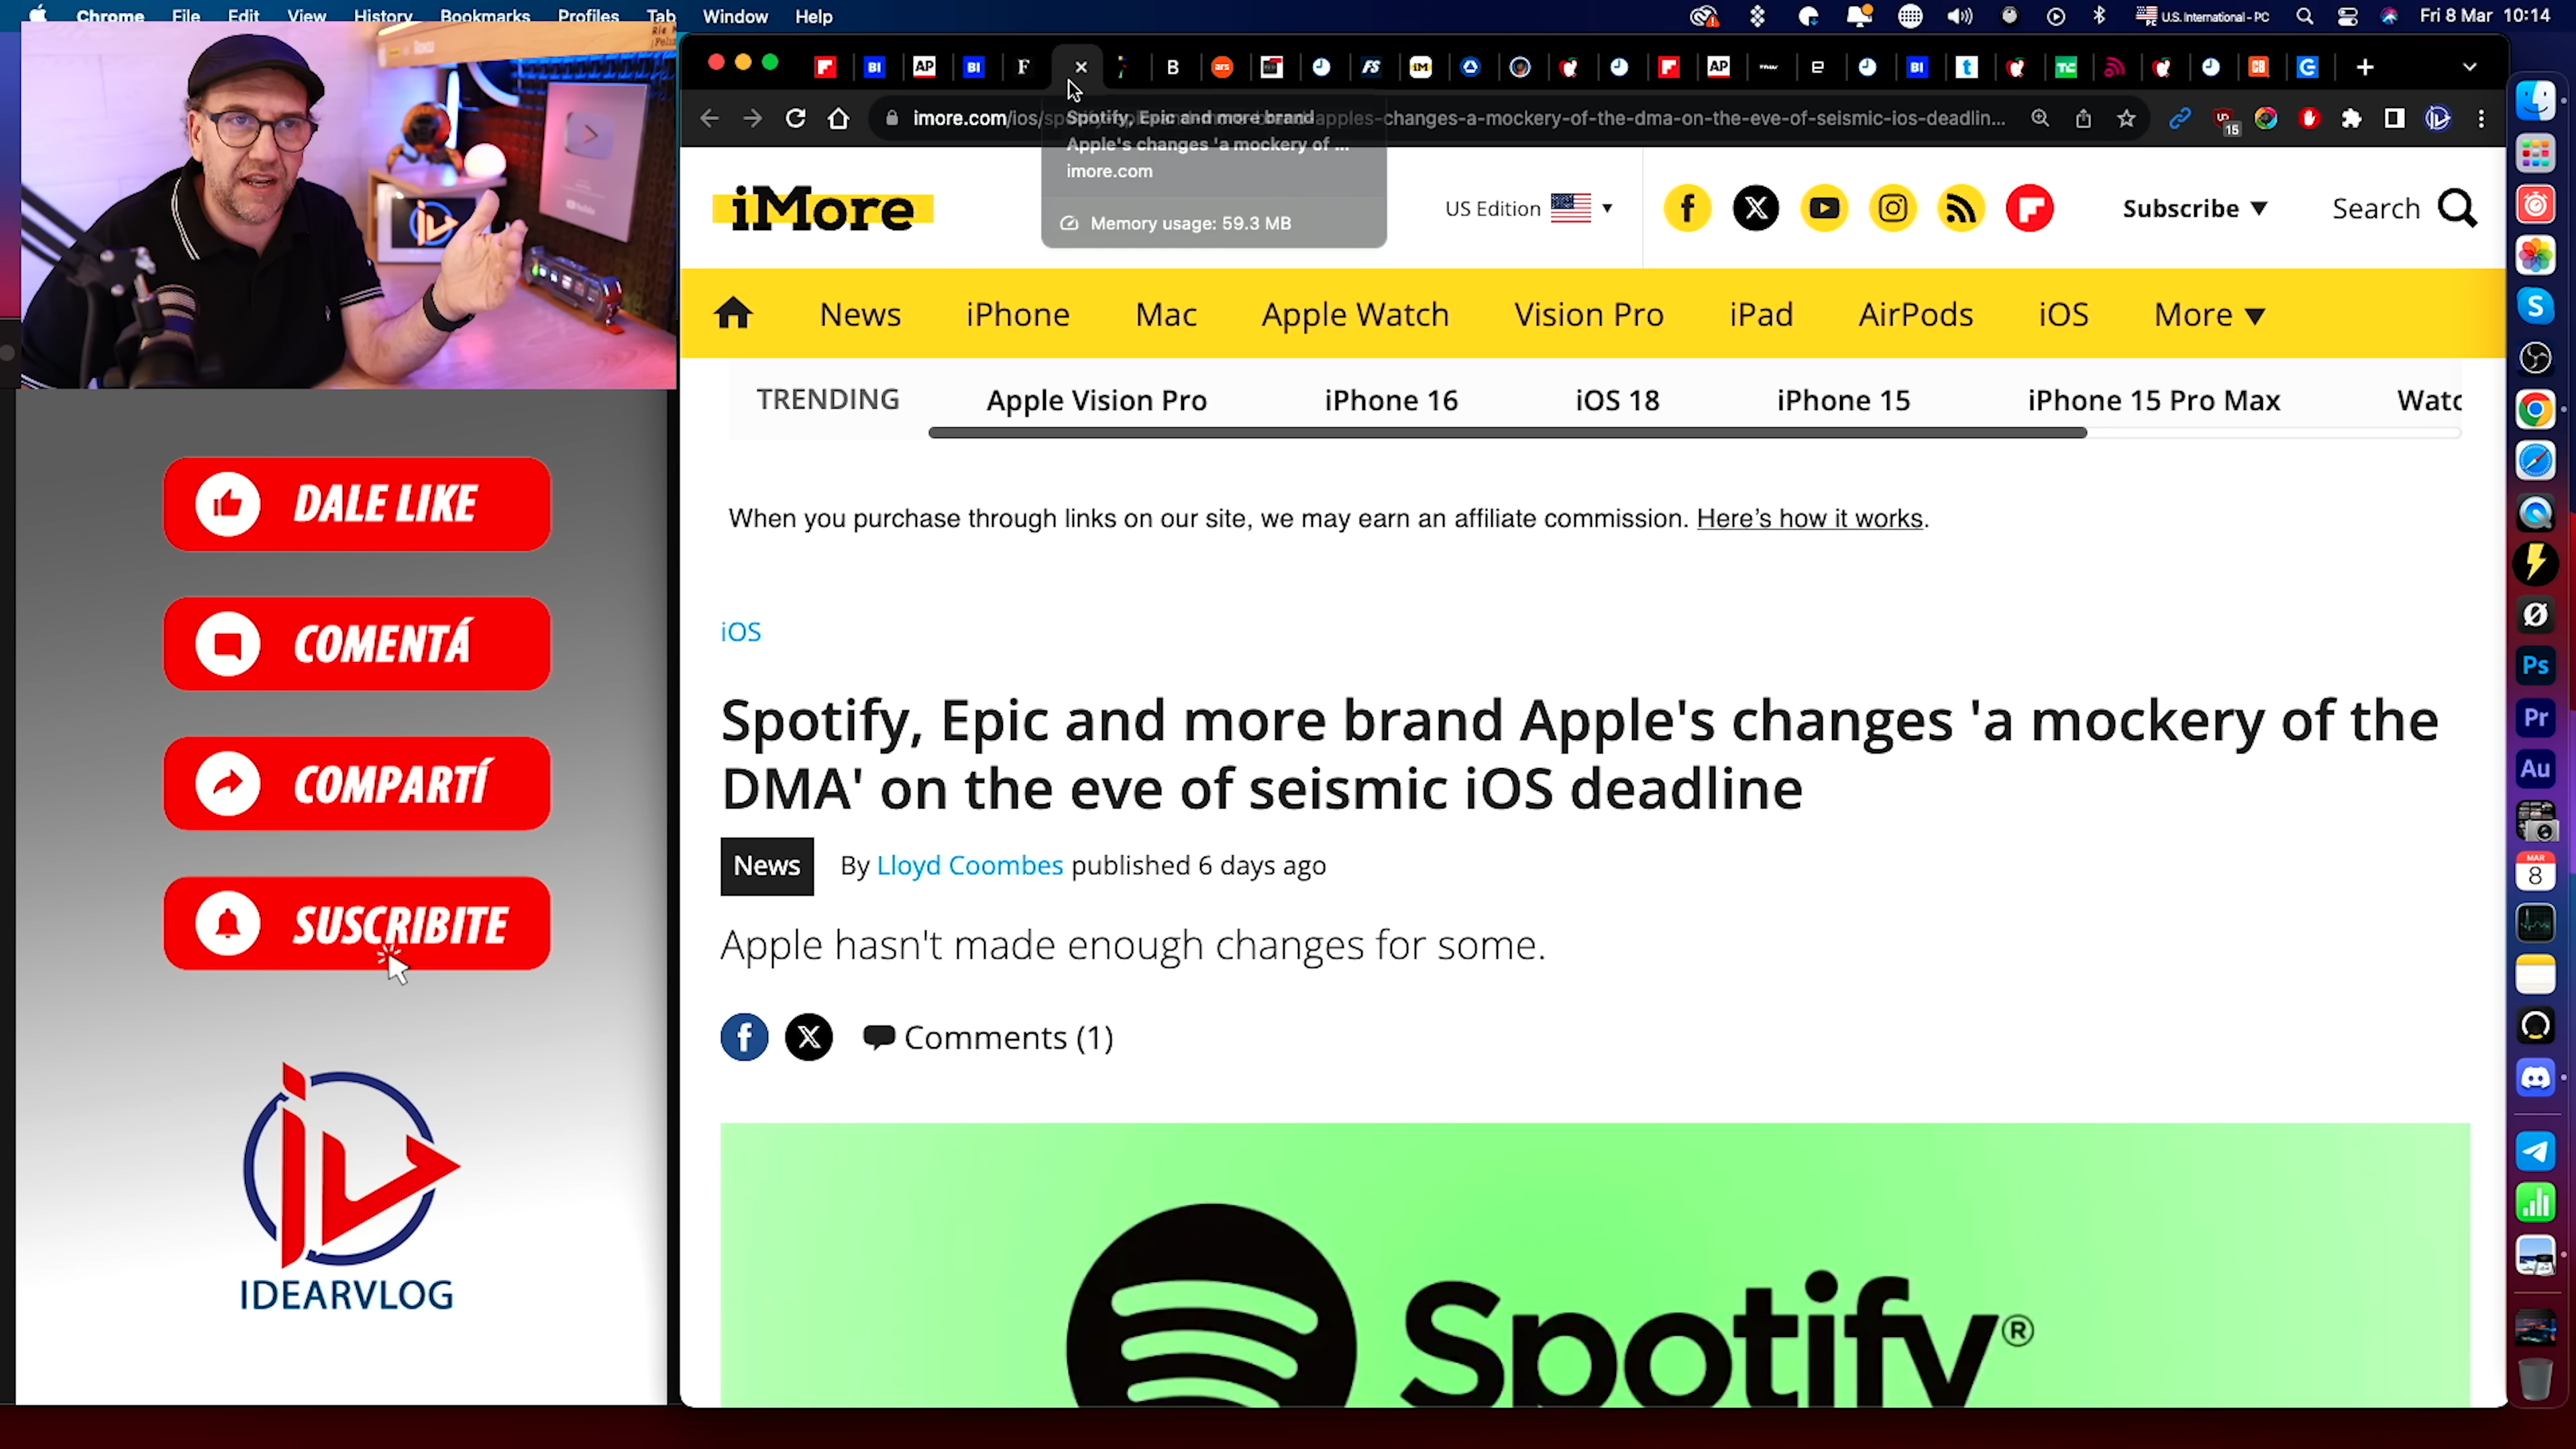 Chrome File Edit View History Bookmarks Profiles Tab Window Help
U.S. International - PC
Fri 8 Mar 10:14
imore.com/ios/
apples-changes-a-mockery-of-the-dma-on-the-eve-of-seismic-ios-deadlin...
15
Spotify, Epic and more brand
Apple's changes 'a mockery of ...
imore.com
Memory usage: 59.3 MB
iMore
US Edition
Subscribe
Search
News iPhone Mac Apple Watch Vision Pro iPad AirPods iOS More
TRENDING Apple Vision Pro iPhone 16 iOS 18 iPhone 15 iPhone 15 Pro Max Watc
When you purchase through links on our site, we may earn an affiliate commission. Here's how it works.
iOS
Spotify, Epic and more brand Apple's changes 'a mockery of the
DMA' on the eve of seismic iOS deadline
News By Lloyd Coombes published 6 days ago
Apple hasn't made enough changes for some.
Comments (1)
Spotify®
DALE LIKE
COMENTÁ
COMPARTÍ
SUSCRIBITE
IDEARVLOG
Ps
Pr
Au
MAR
8